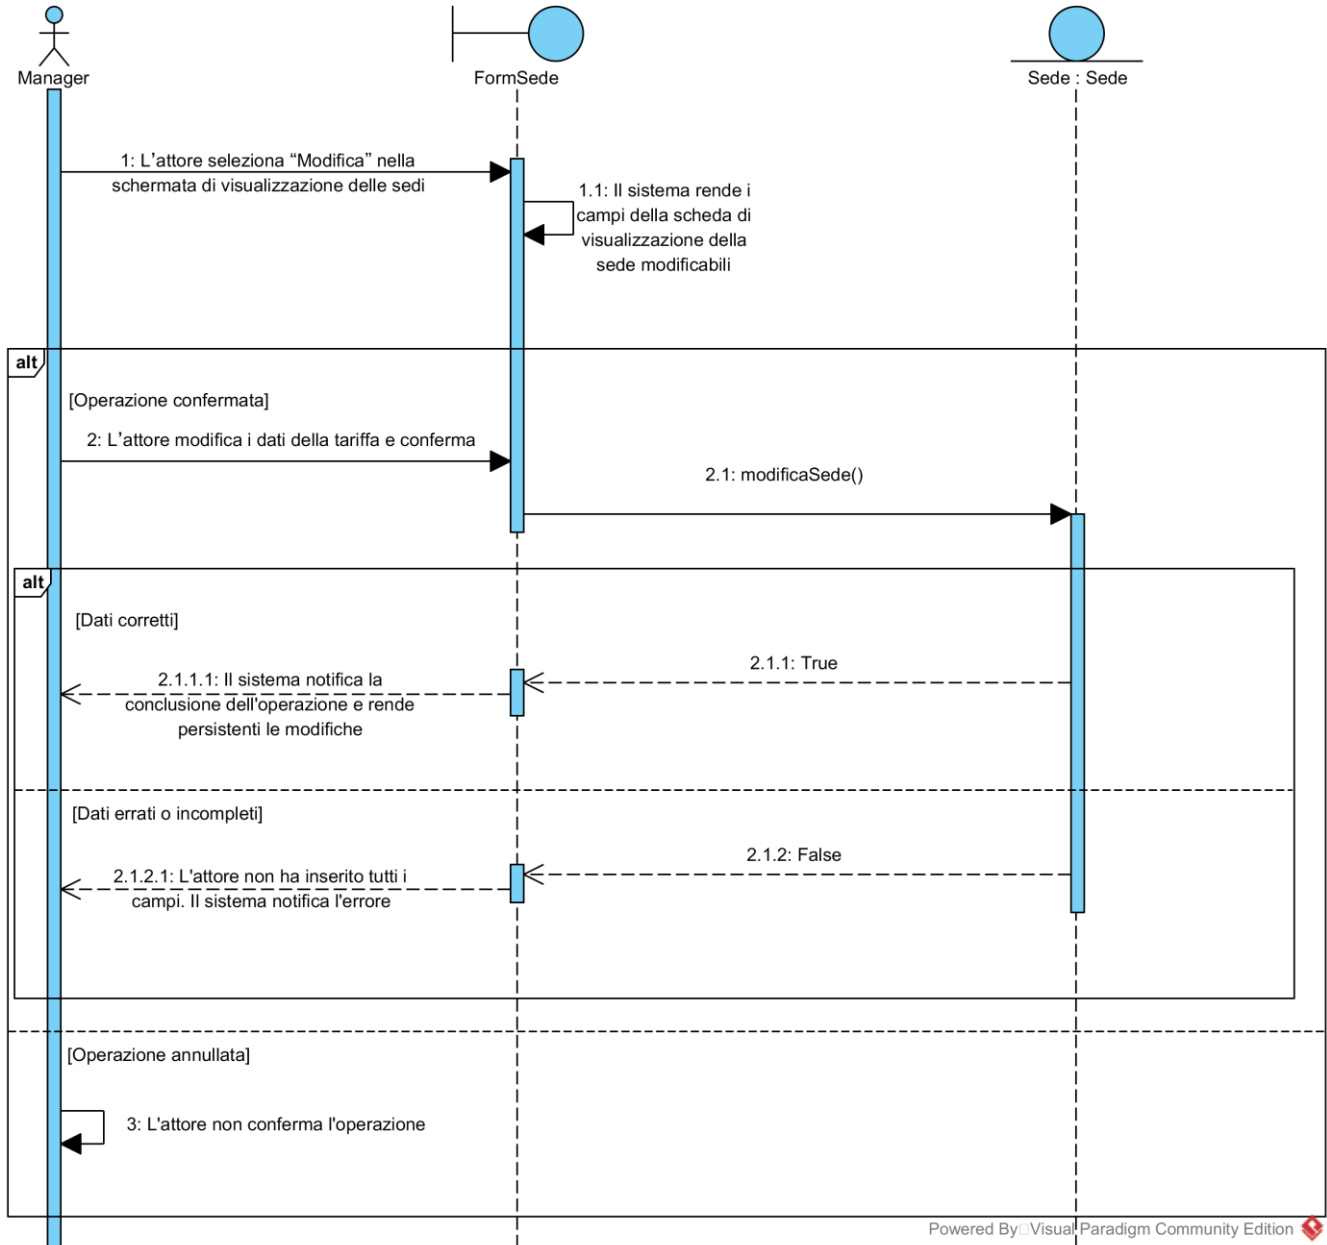 Manager
FormSede
Sede : Sede
1: L’attore seleziona “Modifica” nella
schermata di visualizzazione delle sedi
1.1: Il sistema rende i
campi della scheda di
visualizzazione della
sede modificabili
alt
[Operazione confermata]
2: L’attore modifica i dati della tariffa e conferma
2.1: modificaSede()
alt
[Dati corretti]
2.1.1: True
2.1.1.1: Il sistema notifica la
conclusione dell'operazione e rende
persistenti le modifiche
[Dati errati o incompleti]
2.1.2: False
2.1.2.1: L'attore non ha inserito tutti i
campi. Il sistema notifica l'errore
[Operazione annullata]
3: L'attore non conferma l'operazione
Powered By Visual Paradigm Community Edition